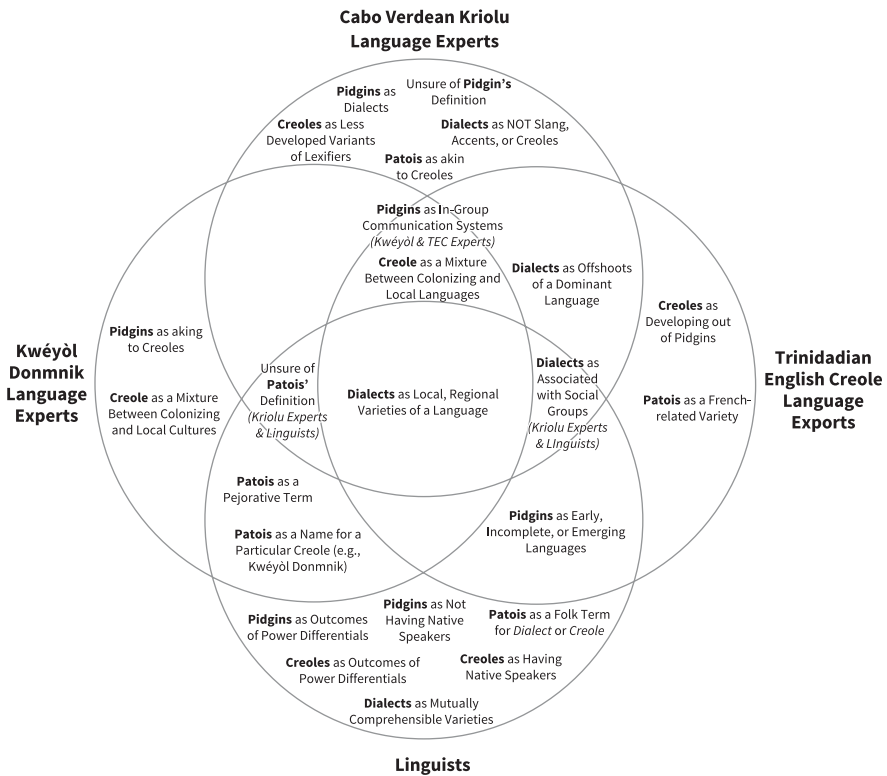 Cabo Verdean Kriolu
Language Experts
Pidgins as
Dialects
Unsure of Pidgin's
Definition
Creoles as Less
Developed Variants
of Lexifiers
Dialects as NOT Slang,
Accents, or Creoles
Patois as akin
to Creoles
Pidgins as In-Group
Communication Systems
(Kwéyòl & TEC Experts)
Creole as a Mixture
Between Colonizing and
Local Languages
Dialects as Offshoots
of a Dominant
Language
Creoles as
Developing out
of Pidgins
Pidgins as aking
to Creoles
Kwéyòl
Donmnik
Language
Experts
Trinidadian
English Creole
Language
Exports
Creole as a Mixture
Between Colonizing
and Local Cultures
Unsure of
Patois'
Definition
(Kriolu Experts
& Linguists)
Dialects as Local, Regional
Varieties of a Language
Dialects as
Associated
with Social
Groups
(Kriolu Experts
& LInguists)
Patois as a French-
related Variety
Patois as a
Pejorative Term
Patois as a Name for a
Particular Creole (e.g.,
Kwéyòl Donmnik)
Pidgins as Early,
Incomplete, or Emerging
Languages
Pidgins as Outcomes
of Power Differentials
Pidgins as Not
Having Native
Speakers
Patois as a Folk Term
for Dialect or Creole
Creoles as Outcomes of
Power Differentials
Creoles as Having
Native Speakers
Dialects as Mutually
Comprehensible Varieties
Linguists